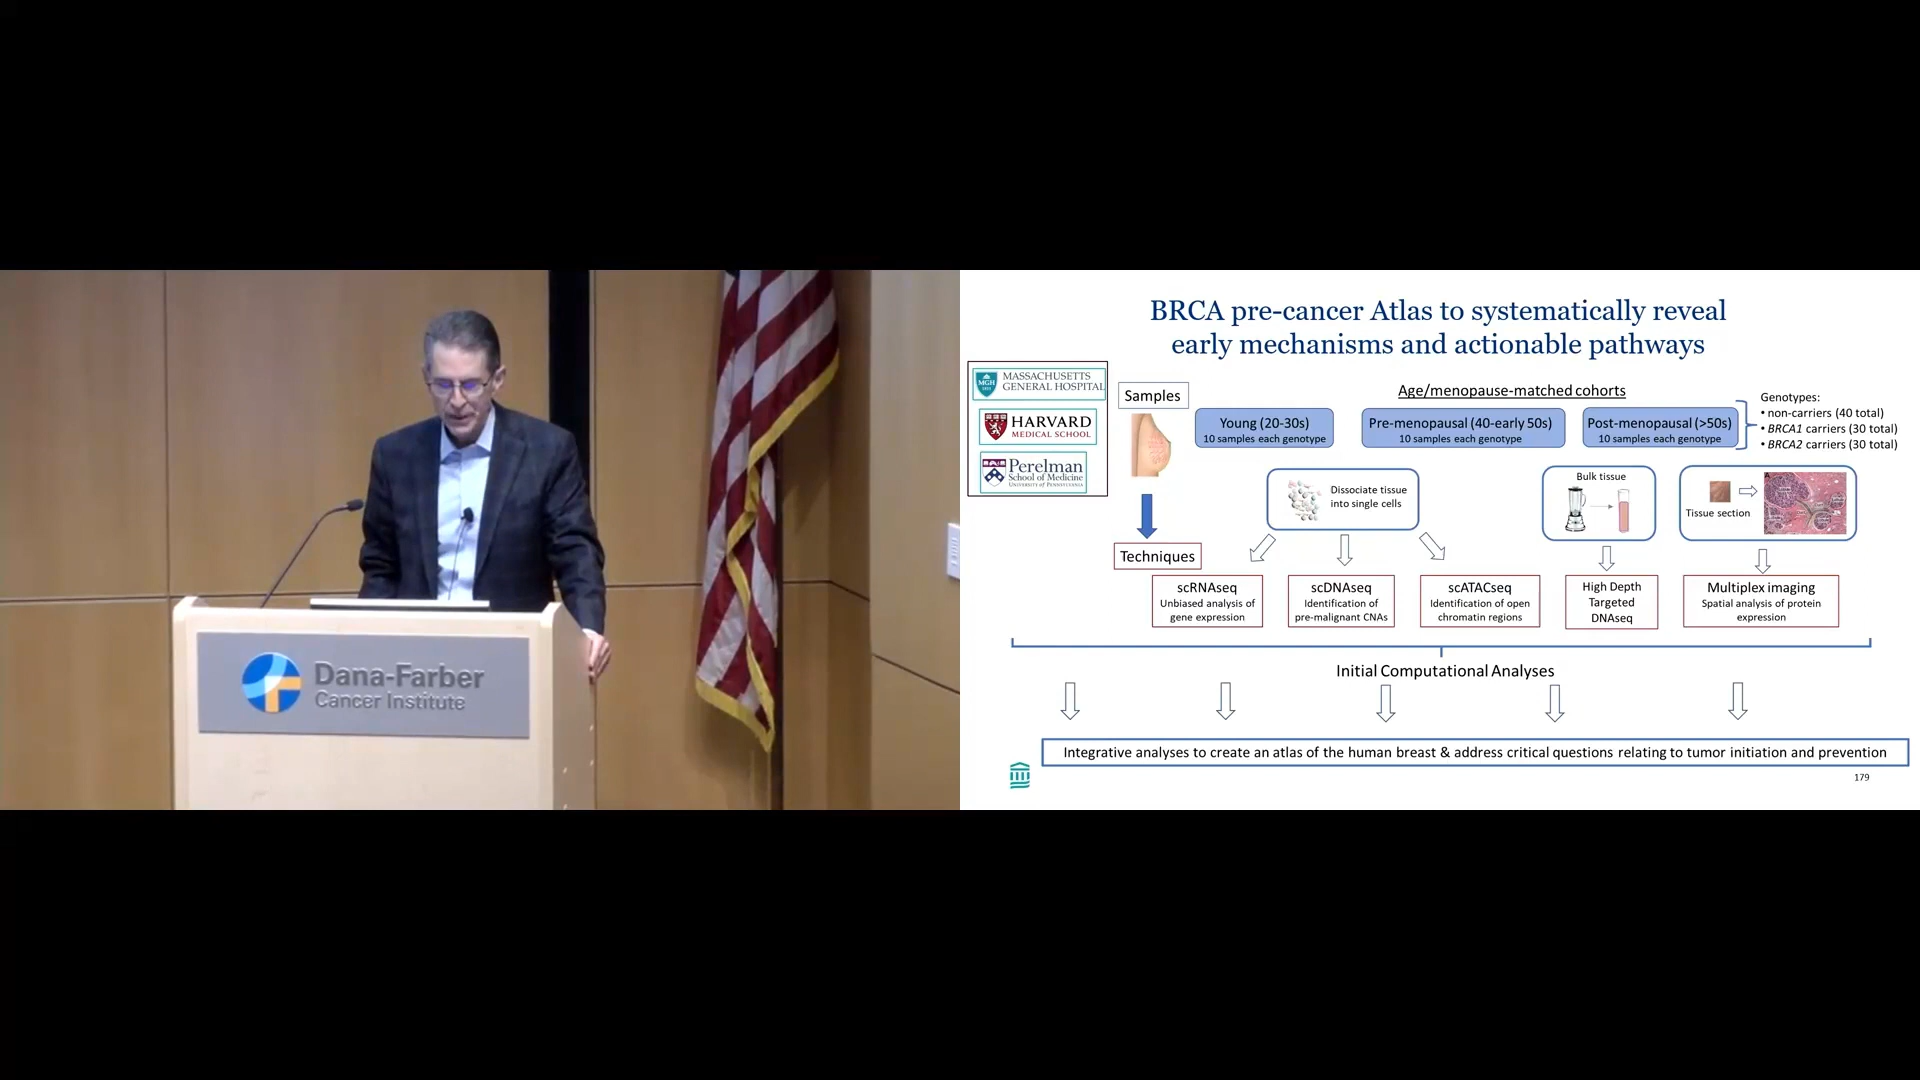 Dana-Farber
Cancer Institute
BRCA pre-cancer Atlas to systematically reveal
early mechanisms and actionable pathways
MGH
1811
MASSACHUSETTS
GENERAL HOSPITAL
HARVARD
MEDICAL SCHOOL
Perelman
School of Medicine
UNIVERSITY of PENNSYLVANIA
Samples
Age/menopause-matched cohorts
Young (20-30s)
10 samples each genotype
Pre-menopausal (40-early 50s)
10 samples each genotype
Post-menopausal (>50s)
10 samples each genotype
Genotypes:
• non-carriers (40 total)
• BRCA1 carriers (30 total)
• BRCA2 carriers (30 total)
Dissociate tissue
into single cells
Bulk tissue
Tissue section
Techniques
scRNAseq
Unbiased analysis of
gene expression
scDNAseq
Identification of
pre-malignant CNAs
scATACseq
Identification of open
chromatin regions
High Depth
Targeted
DNAseq
Multiplex imaging
Spatial analysis of protein
expression
Initial Computational Analyses
Integrative analyses to create an atlas of the human breast & address critical questions relating to tumor initiation and prevention
179